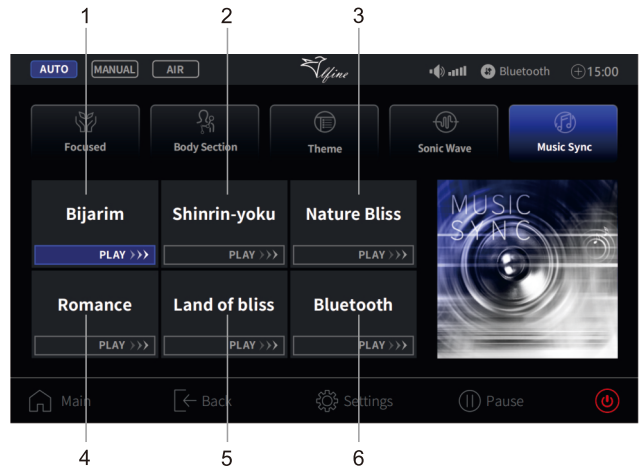 1 2 3
AUTO MANUAL AIR Elfine Bluetooth 15:00
Focused Body Section Theme Sonic Wave Music Sync
Bijarim Shinrin-yoku Nature Bliss
PLAY PLAY PLAY
MUSIC
SYNC
Romance Land of bliss Bluetooth
PLAY PLAY PLAY
Main Back Settings Pause
4 5 6